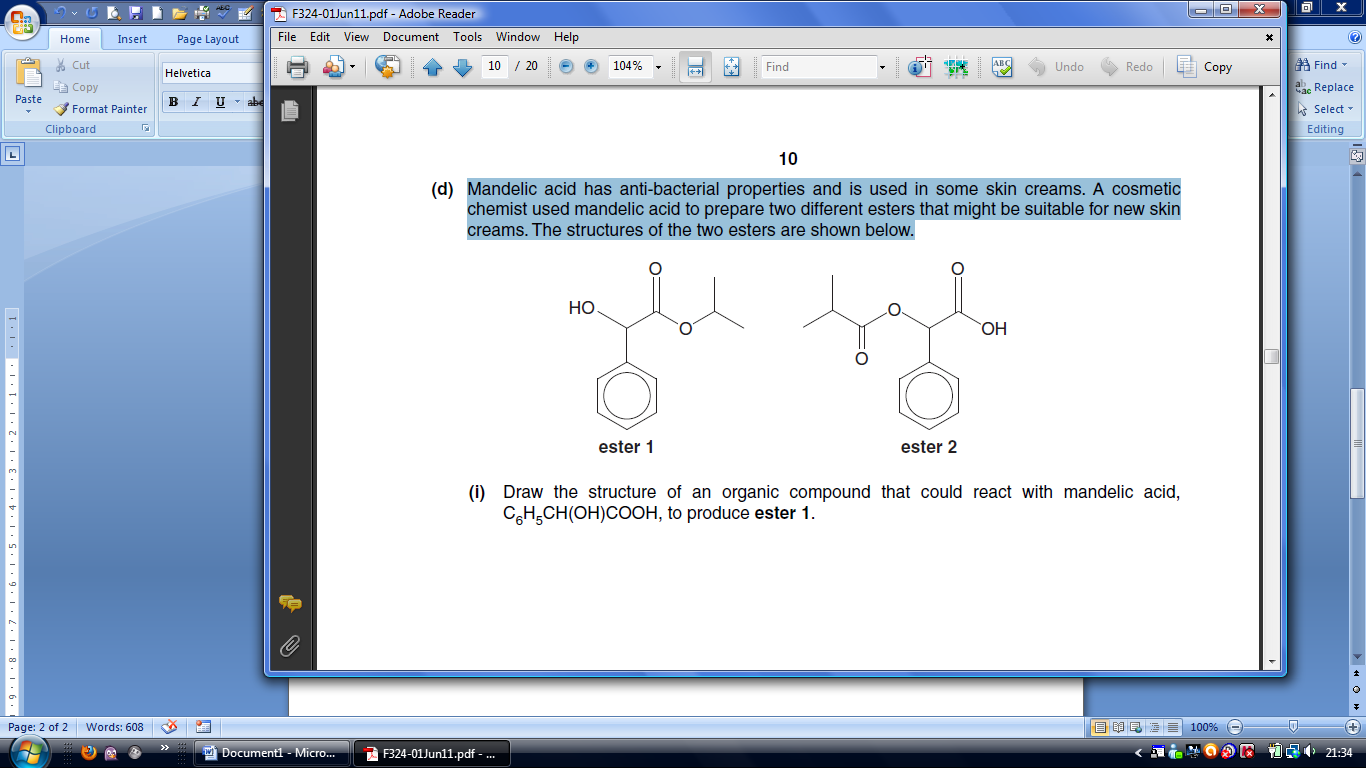 F324-01Jun11.pdf - Adobe Reader
Home Insert Page Layout
File Edit View Document Tools Window Help
Cut
Copy
Format Painter
Paste
Clipboard
Helvetica
B I U abc
10 / 20 104% Find Undo Redo Copy
Find
Replace
Select
Editing
10
(d) Mandelic acid has anti-bacterial properties and is used in some skin creams. A cosmetic
chemist used mandelic acid to prepare two different esters that might be suitable for new skin
creams. The structures of the two esters are shown below.
O
HO
O
O
O
OH
O
ester 1
ester 2
(i) Draw the structure of an organic compound that could react with mandelic acid,
C6H5CH(OH)COOH, to produce ester 1.
Page: 2 of 2 Words: 608 100%
Document1 - Micro... F324-01Jun11.pdf - ... 21:34